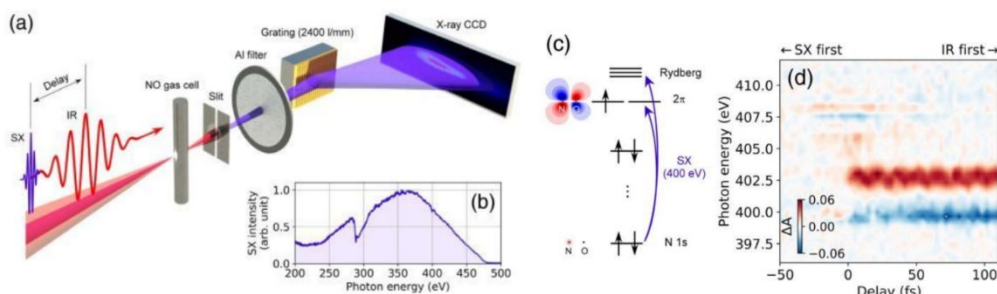 (a)
Delay
SX
IR
NO gas cell
Slit
Al filter
Grating (2400 l/mm)
X-ray CCD
(b)
SX intensity
(arb. unit)
1.0
0.5
0.0
200 250 300 350 400 450 500
Photon energy (eV)
(c)
Rydberg
2π
N O
SX
(400 eV)
N 1s
N O
(d)
← SX first
IR first →
Photon energy (eV)
410.0
407.5
405.0
402.5
400.0
397.5
ΔA
0.06
0.00
−0.06
−50 0 50 100
Delay (fs)